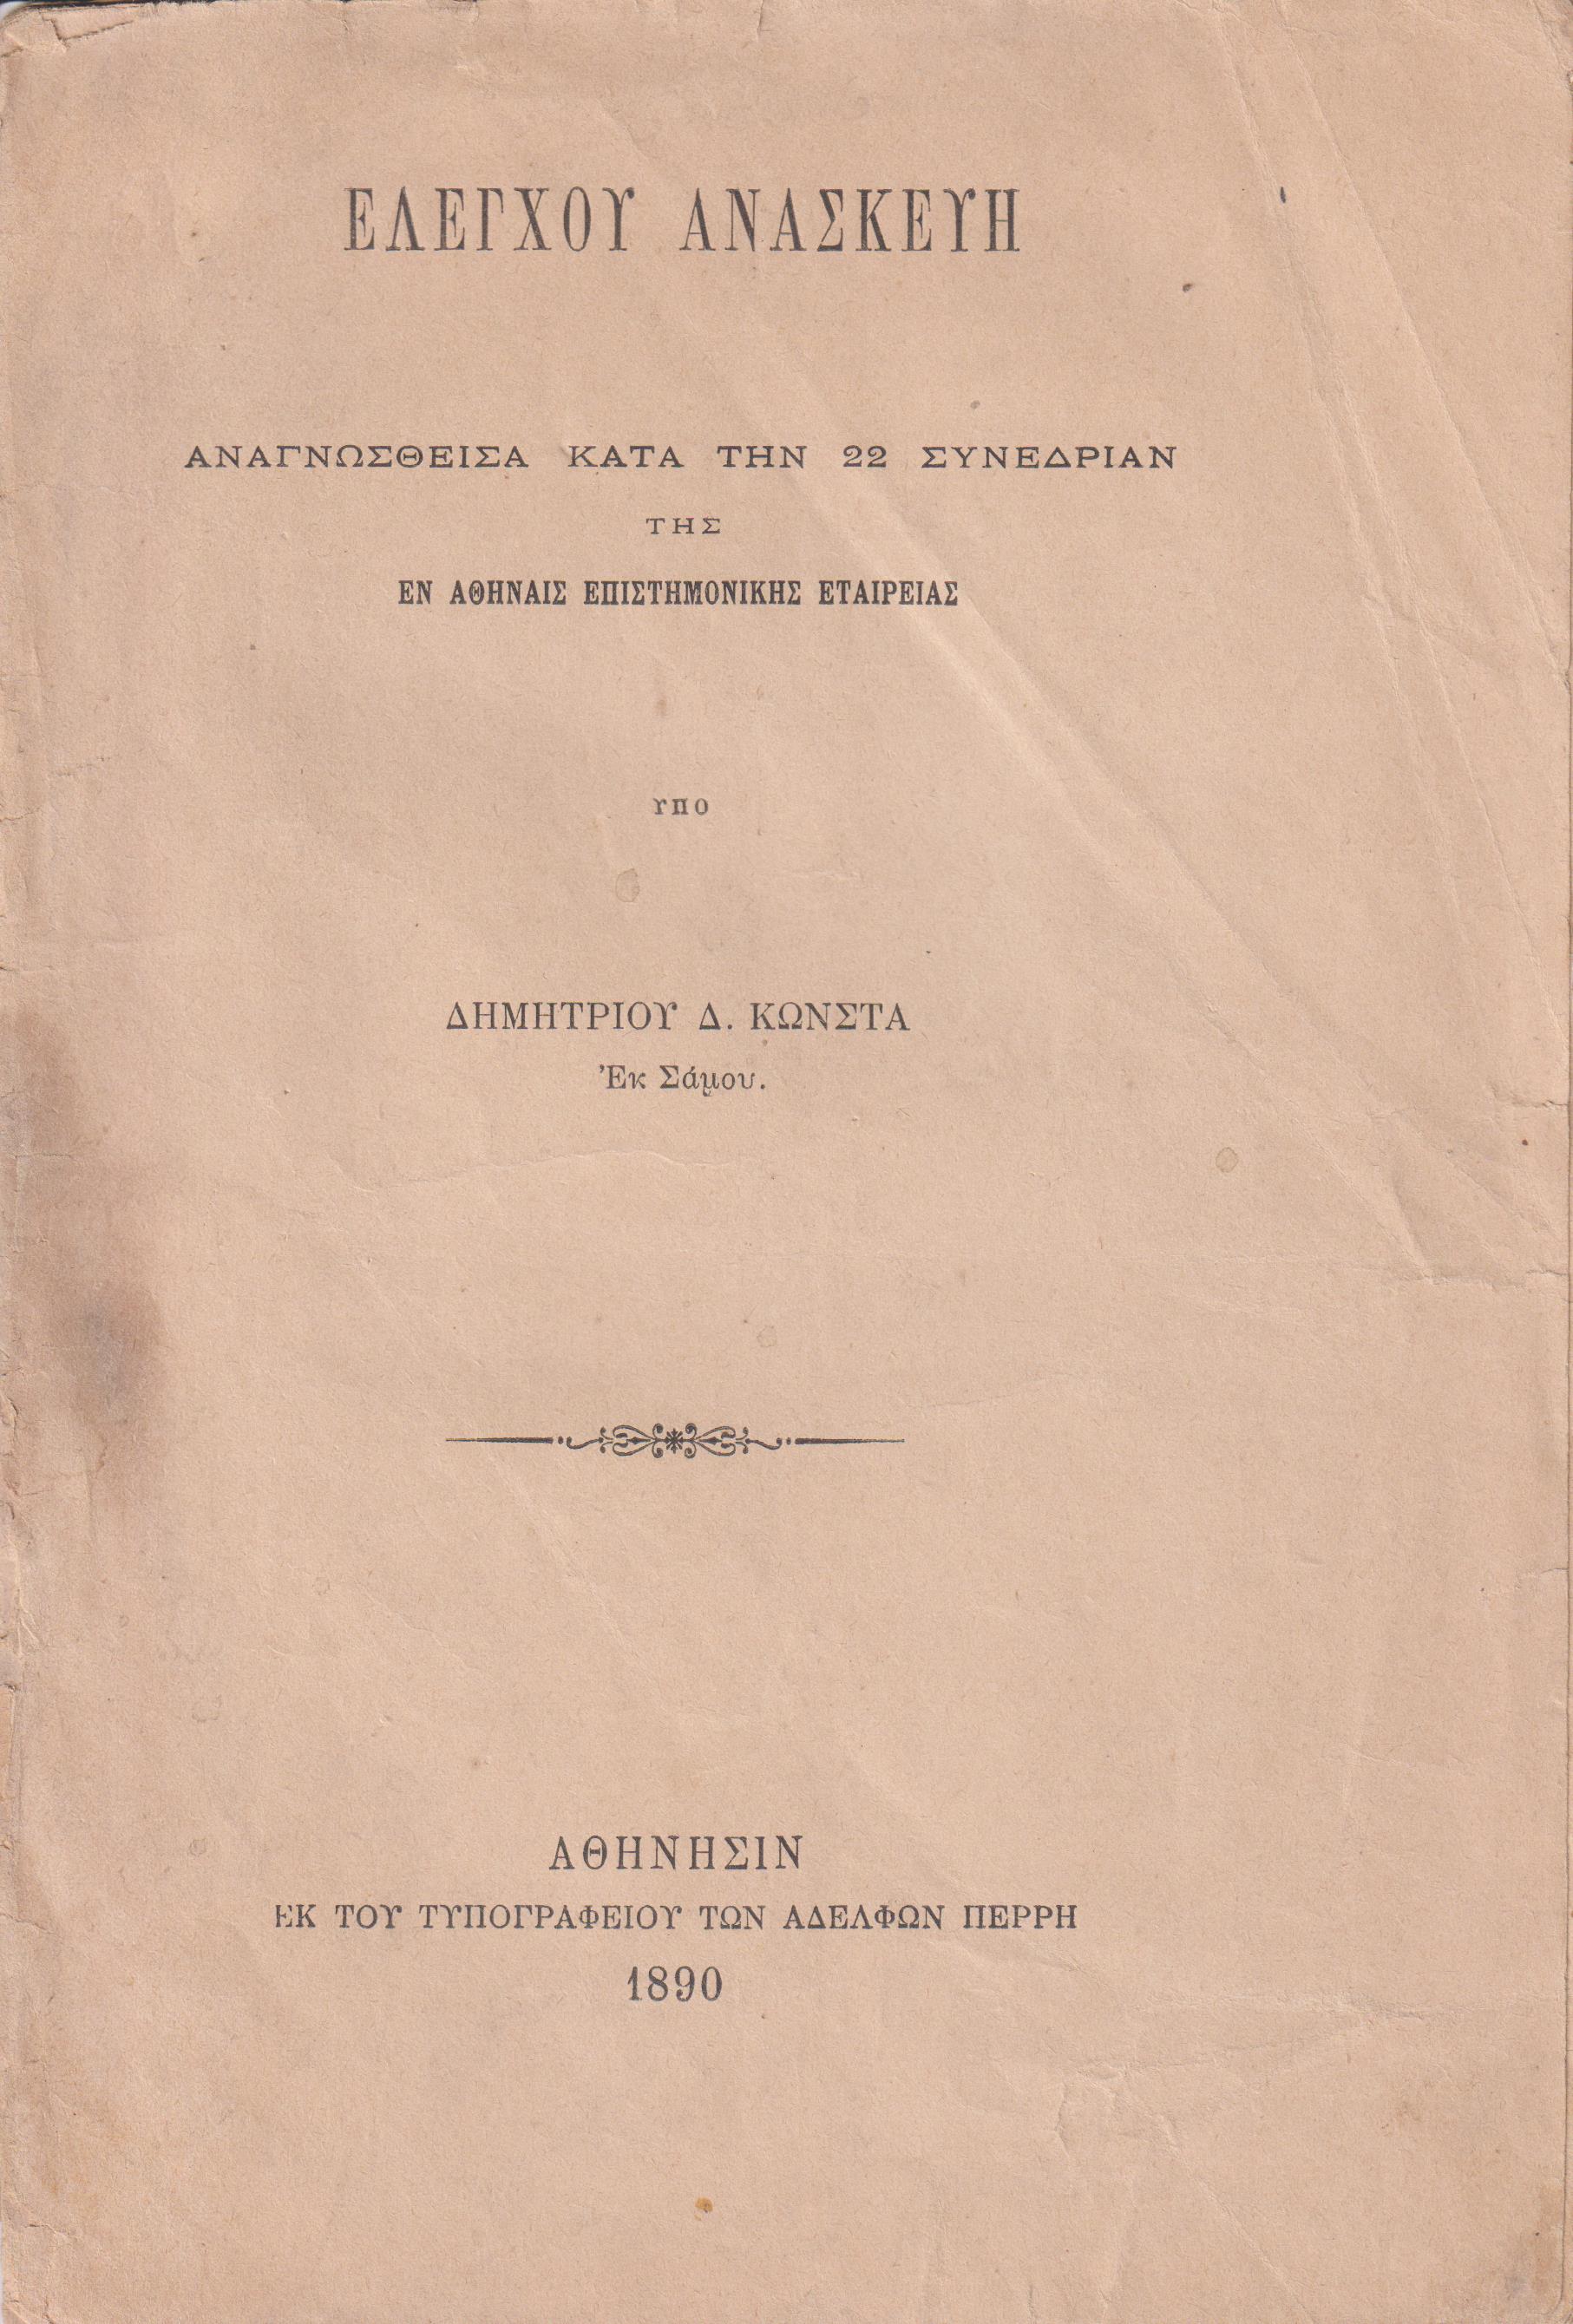 ΕΛΕΓΧΟΥ ΑΝΑΣΚΕΥΗ
ΑΝΑΓΝΩΣΘΕΙΣΑ ΚΑΤΑ ΤΗΝ 22 ΣΥΝΕΔΡΙΑΝ
ΤΗΣ
ΕΝ ΑΘΗΝΑΙΣ ΕΠΙΣΤΗΜΟΝΙΚΗΣ ΕΤΑΙΡΕΙΑΣ
ΥΠΟ
ΔΗΜΗΤΡΙΟΥ Δ. ΚΩΝΣΤΑ
Ἐκ Σάμου.
ΑΘΗΝΗΣΙΝ
ΕΚ ΤΟΥ ΤΥΠΟΓΡΑΦΕΙΟΥ ΤΩΝ ΑΔΕΛΦΩΝ ΠΕΡΡΗ
1890